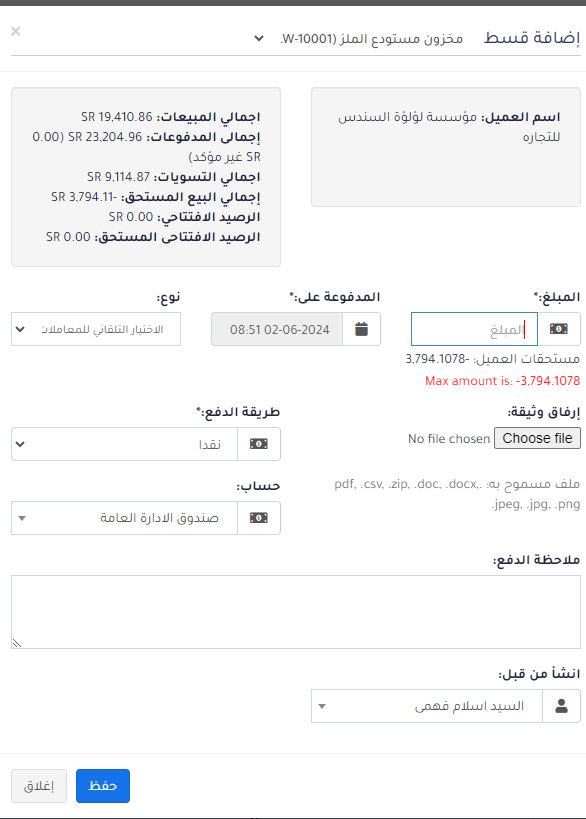 إضافة قسط
مخزون مستودع الملز (W-10001.
×
اسم العميل: مؤسسة لؤلؤة السندس
للتجاره
اجمالي المبيعات: SR 19,410.86
إجمالى المدفوعات: SR 23,204.96 (0.00
SR غير مؤكد)
اجمالي التسويات: SR 9,114.87
إجمالي البيع المستحق: -SR 3,794.11
الرصيد الافتتاحي: SR 0.00
الرصيد الافتتاحى المستحق: SR 0.00
المبلغ:*
المبلغ
مستحقات العميل: -3,794.1078
Max amount is: -3,794.1078
المدفوعة على:*
02-06-2024 08:51
نوع:
الاختيار التلقائي للمعاملات
إرفاق وثيقة:
Choose file No file chosen
ملف مسموح به: .pdf, .csv, .zip, .doc, .docx,
.jpeg, .jpg, .png
طريقة الدفع:*
نقدا
حساب:
صندوق الادارة العامة
ملاحظة الدفع:
انشأ من قبل:
السيد اسلام فهمى
حفظ
إغلاق